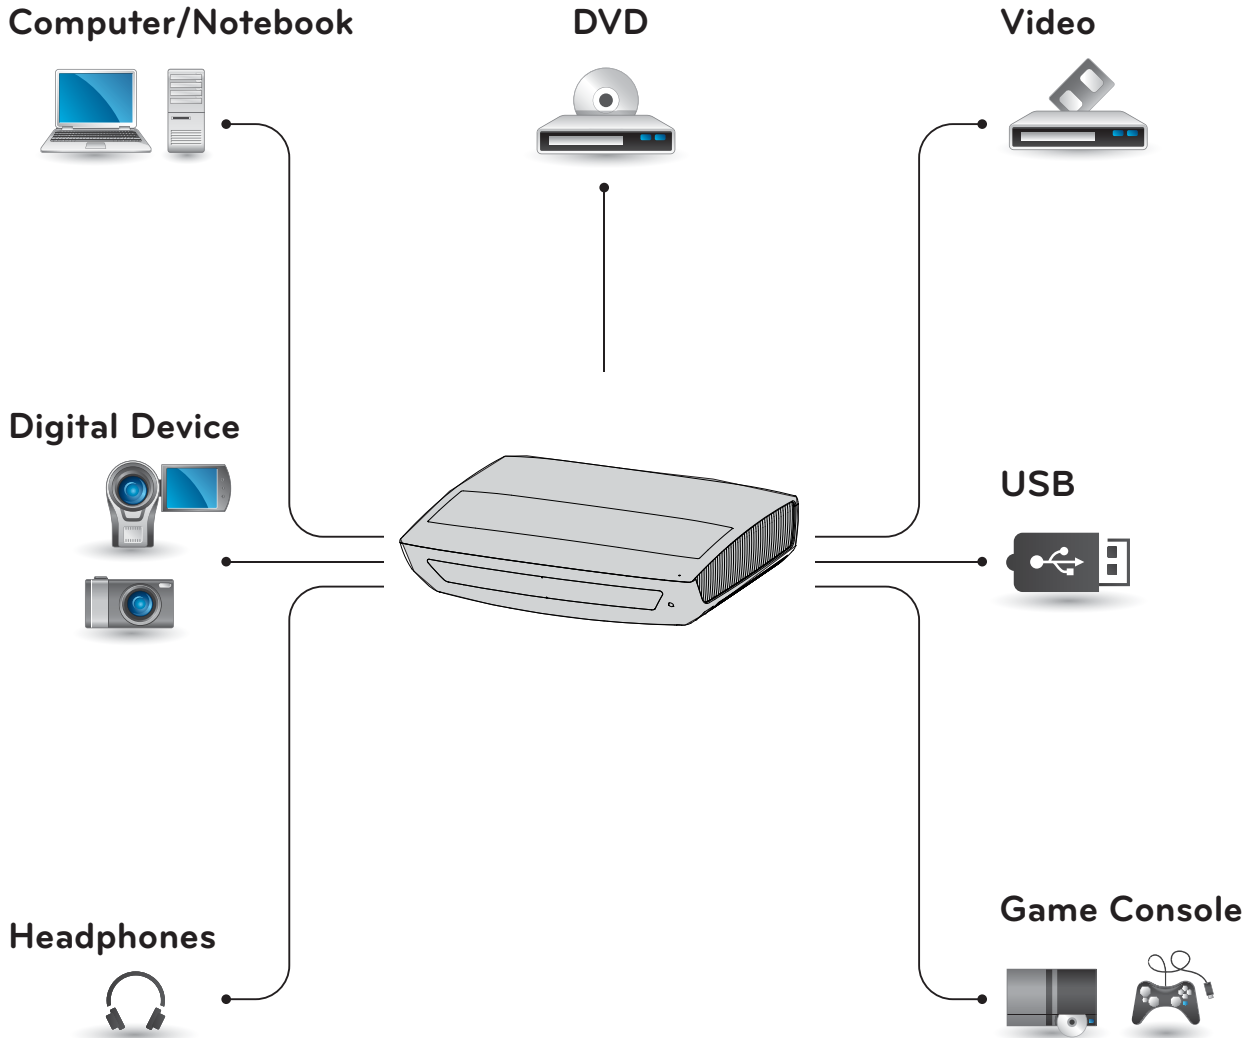 Computer/Notebook
DVD
Video
Digital Device
USB
Headphones
Game Console